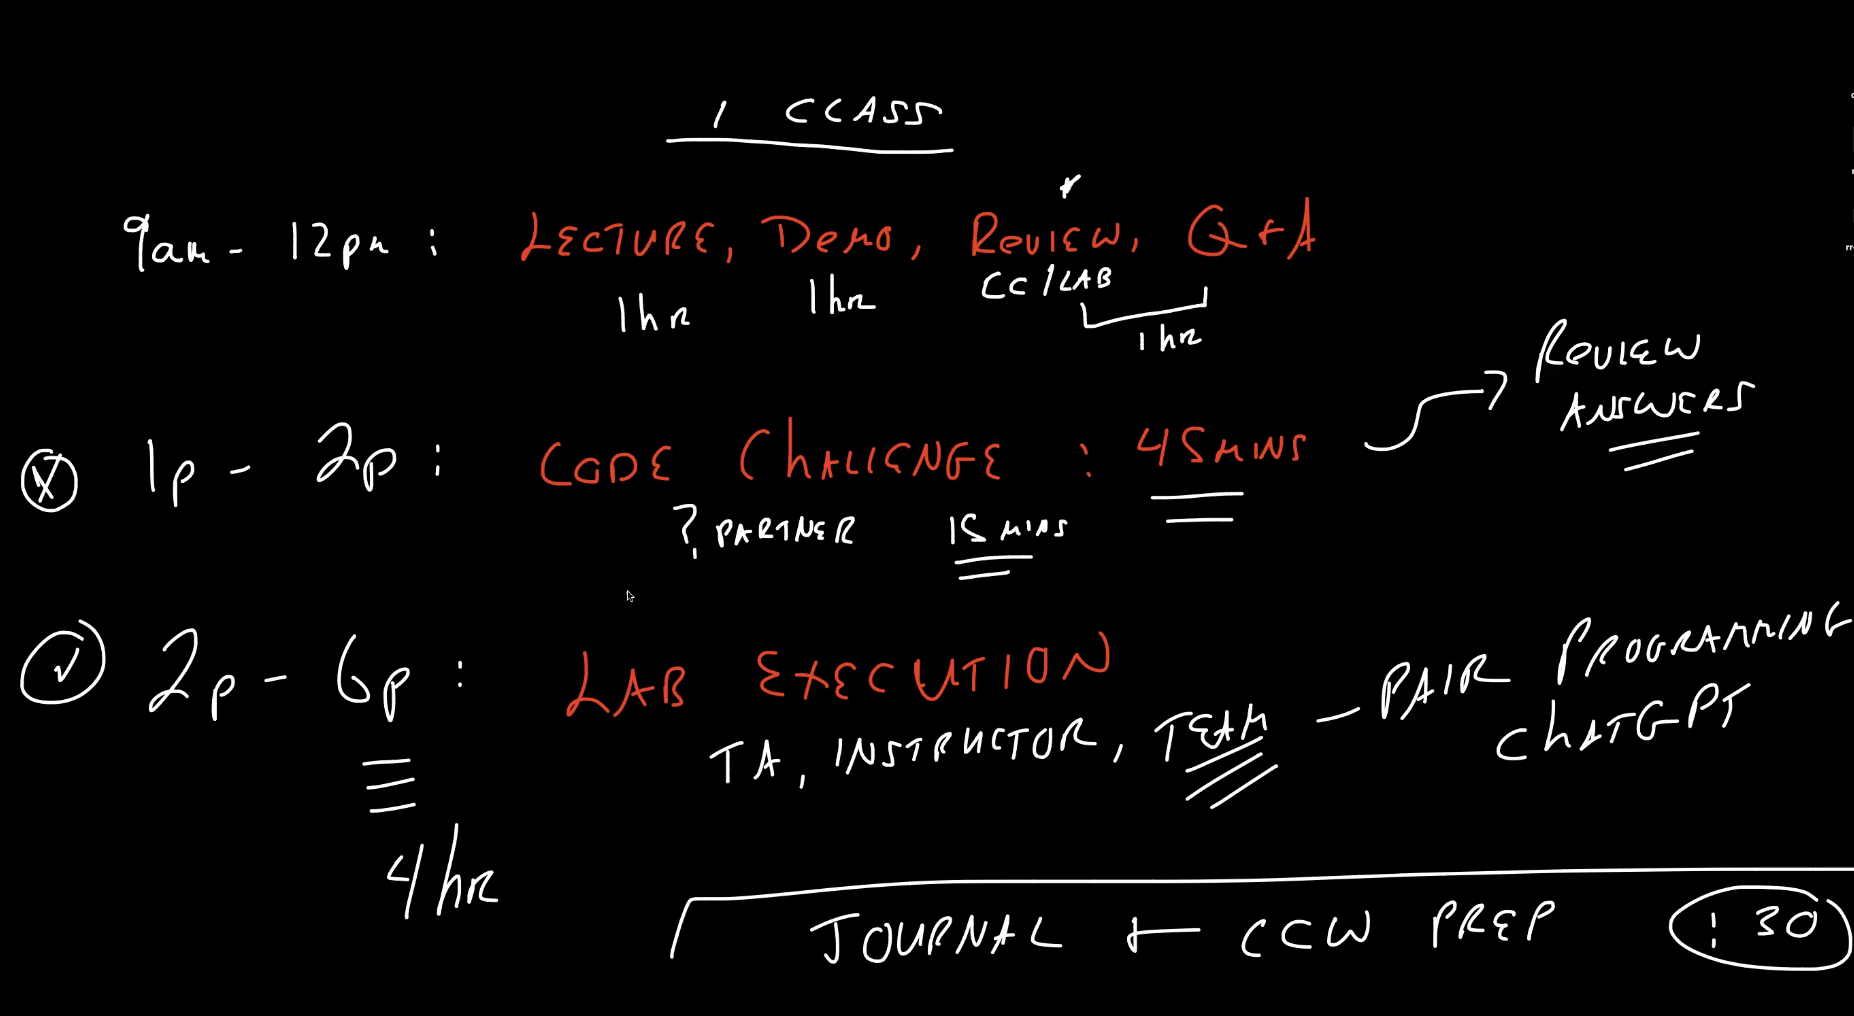 1 CLASS
9am - 12pm : LECTURE, DEMO, REVIEW, Q+A
1hr 1hr CC/LAB
1hr
REVIEW
ANSWERS
1p - 2p : CODE CHALLENGE : 45MINS
? PARTNER 15 MINS
2p - 6p : LAB EXECUTION
TA, INSTRUCTOR, TEAM - PAIR PROGRAMMING
CHATGPT
4hr
JOURNAL + CCW PREP :30